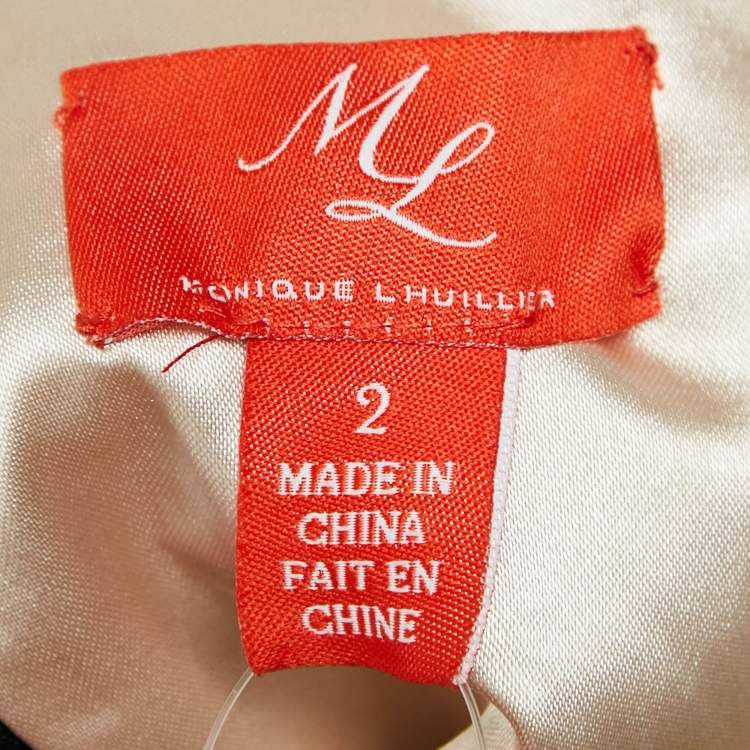 ML
MONIQUE LHUILLIER
2
MADE IN
CHINA
FAIT EN
CHINE